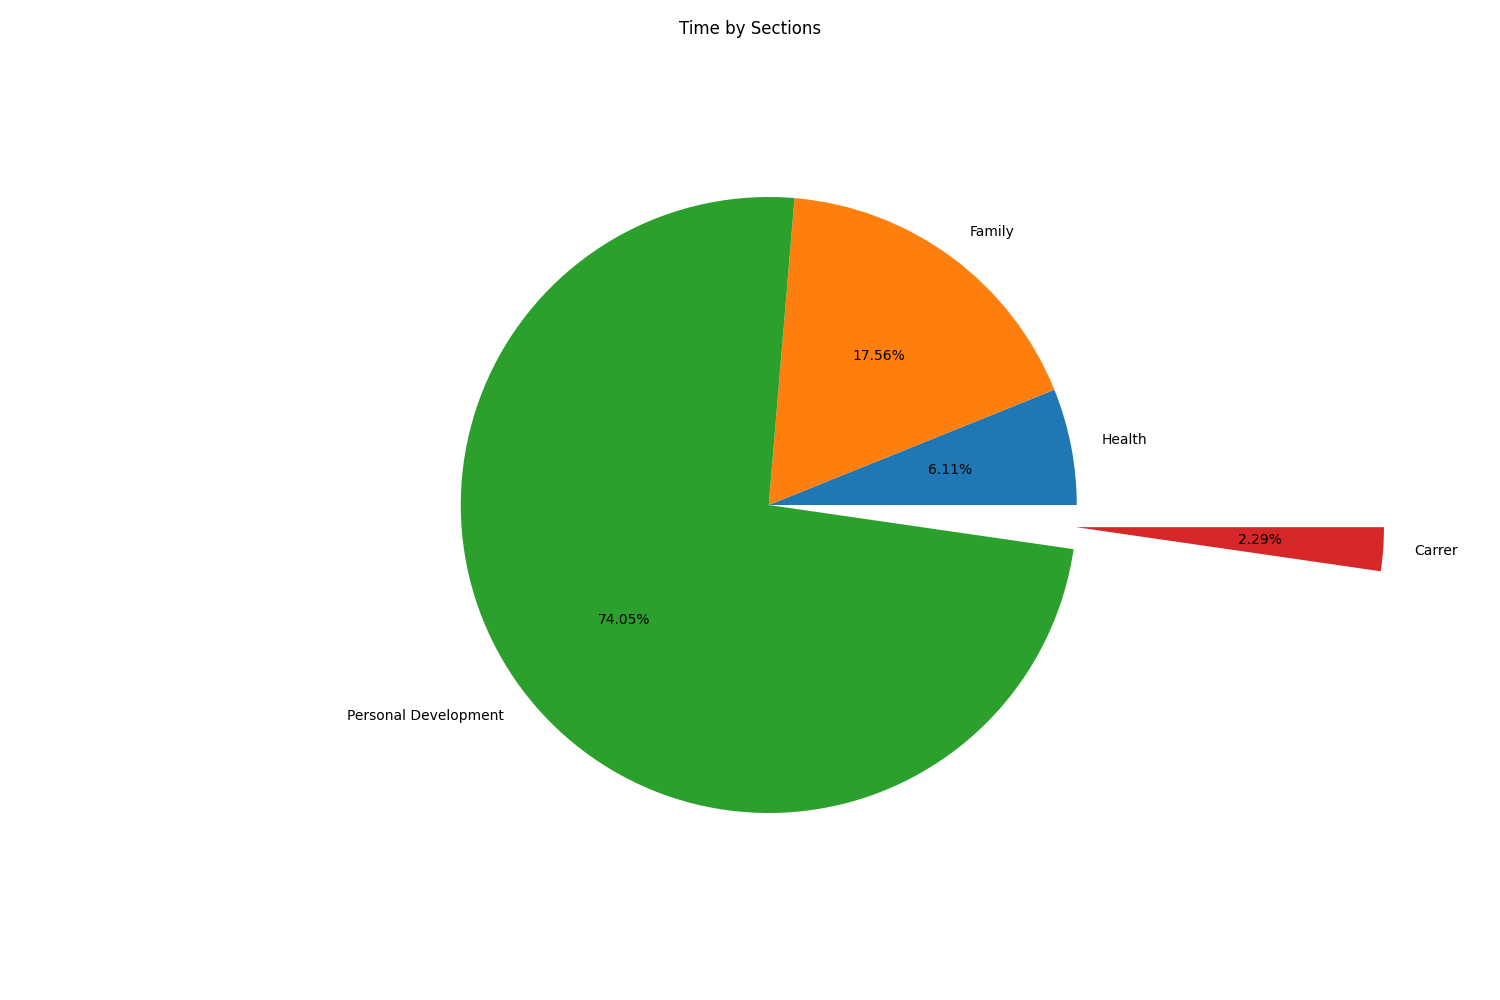 Time by Sections
Family
17.56%
Health
6.11%
2.29%
Carrer
74.05%
Personal Development